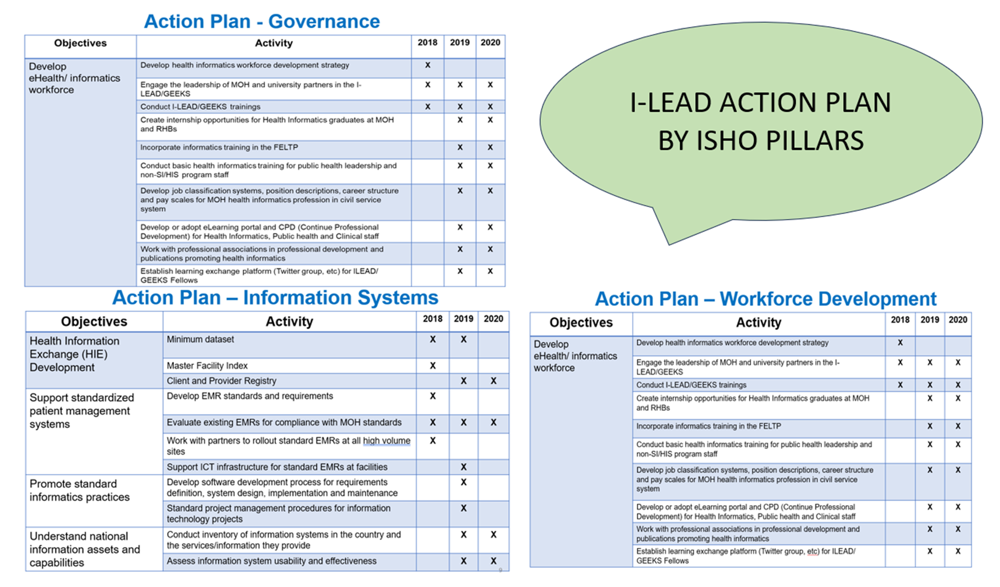 Action Plan - Governance
Objectives Activity 2018 2019 2020
Develop
eHealth/ informatics
workforce
Develop health informatics workforce development strategy X
Engage the leadership of MOH and university partners in the I-
LEAD/GEEKS X X X
Conduct I-LEAD/GEEKS trainings X X X
Create internship opportunities for Health Informatics graduates at MOH
and RHBs X X
Incorporate informatics training in the FELTP X X
Conduct basic health informatics training for public health leadership and
non-SI/HIS program staff X X
Develop job classification systems, position descriptions, career structure
and pay scales for MOH health informatics profession in civil service
system X X
Develop or adopt eLearning portal and CPD (Continue Professional
Development) for Health Informatics, Public health and Clinical staff X X
Work with professional associations in professional development and
publications promoting health informatics X X
Establish learning exchange platform (Twitter group, etc) for ILEAD/
GEEKS Fellows X X
I-LEAD ACTION PLAN
BY ISHO PILLARS
Action Plan – Information Systems
Objectives Activity 2018 2019 2020
Health Information
Exchange (HIE)
Development
Minimum dataset X X
Master Facility Index X
Client and Provider Registry X X
Support standardized
patient management
systems
Develop EMR standards and requirements X
Evaluate existing EMRs for compliance with MOH standards X X X
Work with partners to rollout standard EMRs at all high volume
sites X
Support ICT infrastructure for standard EMRs at facilities X
Promote standard
informatics practices
Develop software development process for requirements
definition, system design, implementation and maintenance X
Standard project management procedures for information
technology projects X
Understand national
information assets and
capabilities
Conduct inventory of information systems in the country and
the services/information they provide X X
Assess information system usability and effectiveness X X
9
Action Plan – Workforce Development
Objectives Activity 2018 2019 2020
Develop
eHealth/ informatics
workforce
Develop health informatics workforce development strategy X
Engage the leadership of MOH and university partners in the I-
LEAD/GEEKS X X X
Conduct I-LEAD/GEEKS trainings X X X
Create internship opportunities for Health Informatics graduates at MOH
and RHBs X X
Incorporate informatics training in the FELTP X X
Conduct basic health informatics training for public health leadership and
non-SI/HIS program staff X X
Develop job classification systems, position descriptions, career structure
and pay scales for MOH health informatics profession in civil service
system X X
Develop or adopt eLearning portal and CPD (Continue Professional
Development) for Health Informatics, Public health and Clinical staff X X
Work with professional associations in professional development and
publications promoting health informatics X X
Establish learning exchange platform (Twitter group, etc) for ILEAD/
GEEKS Fellows X X